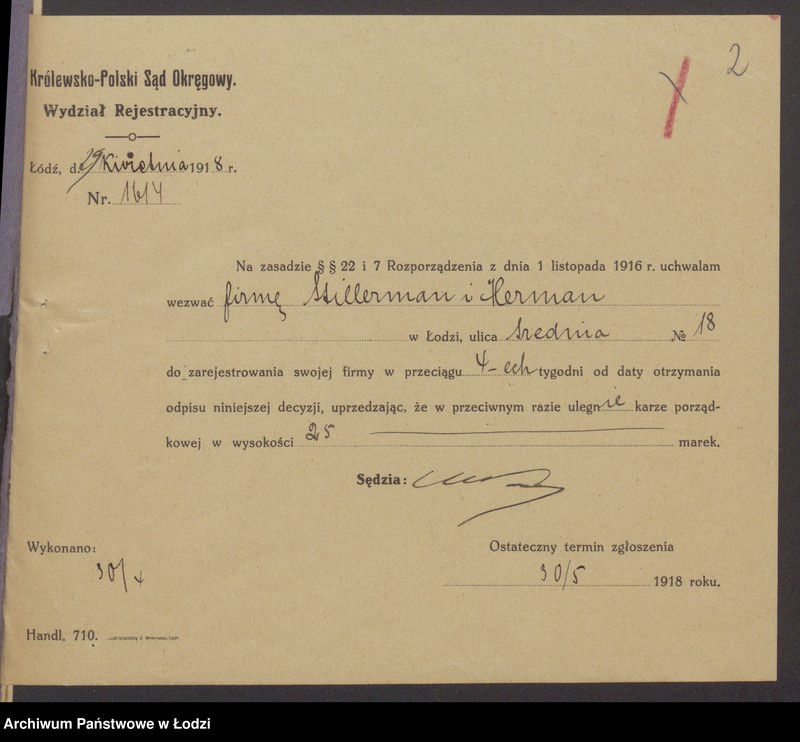 2
Królewsko-Polski Sąd Okręgowy.
Wydział Rejestracyjny.
Łódź, d. 29 Kwietnia 1918 r.
Nr. 1614
Na zasadzie § § 22 i 7 Rozporządzenia z dnia 1 listopada 1916 r. uchwalam
wezwać firmę Stillerman i Herman
w Łodzi, ulica Średnia № 18
do zarejestrowania swojej firmy w przeciągu 4-ech tygodni od daty otrzymania
odpisu niniejszej decyzji, uprzedzając, że w przeciwnym razie ulegnie karze porząd-
kowej w wysokości 25 marek.
Sędzia:
Wykonano:
30/4
Ostateczny termin zgłoszenia
30/5 1918 roku.
Handl. 710.
Archiwum Państwowe w Łodzi